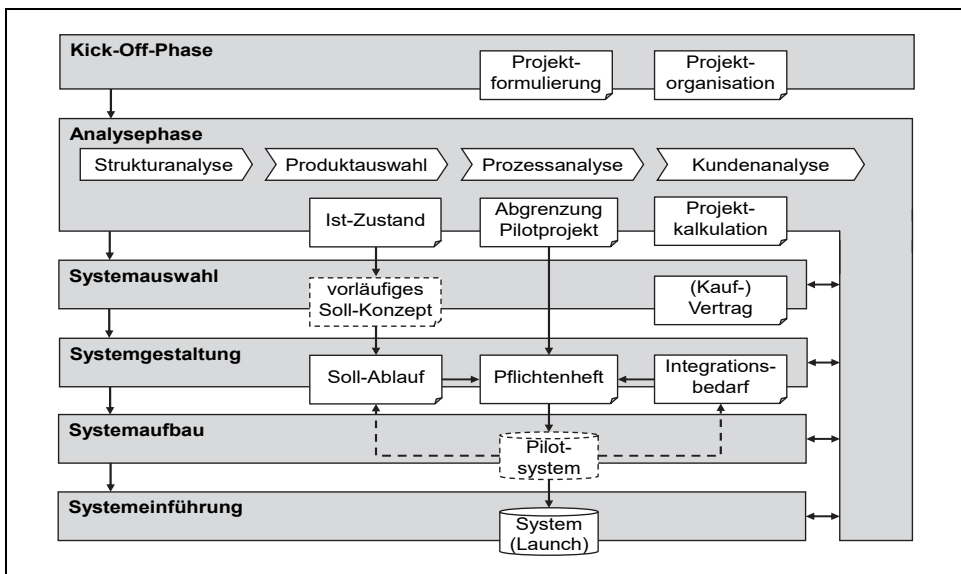 Kick-Off-Phase
Projekt-
formulierung
Projekt-
organisation
Analysephase
Strukturanalyse
Produktauswahl
Prozessanalyse
Kundenanalyse
Ist-Zustand
Abgrenzung
Pilotprojekt
Projekt-
kalkulation
Systemauswahl
vorläufiges
Soll-Konzept
(Kauf-)
Vertrag
Systemgestaltung
Soll-Ablauf
Pflichtenheft
Integrations-
bedarf
Systemaufbau
Pilot-
system
Systemeinführung
System
(Launch)